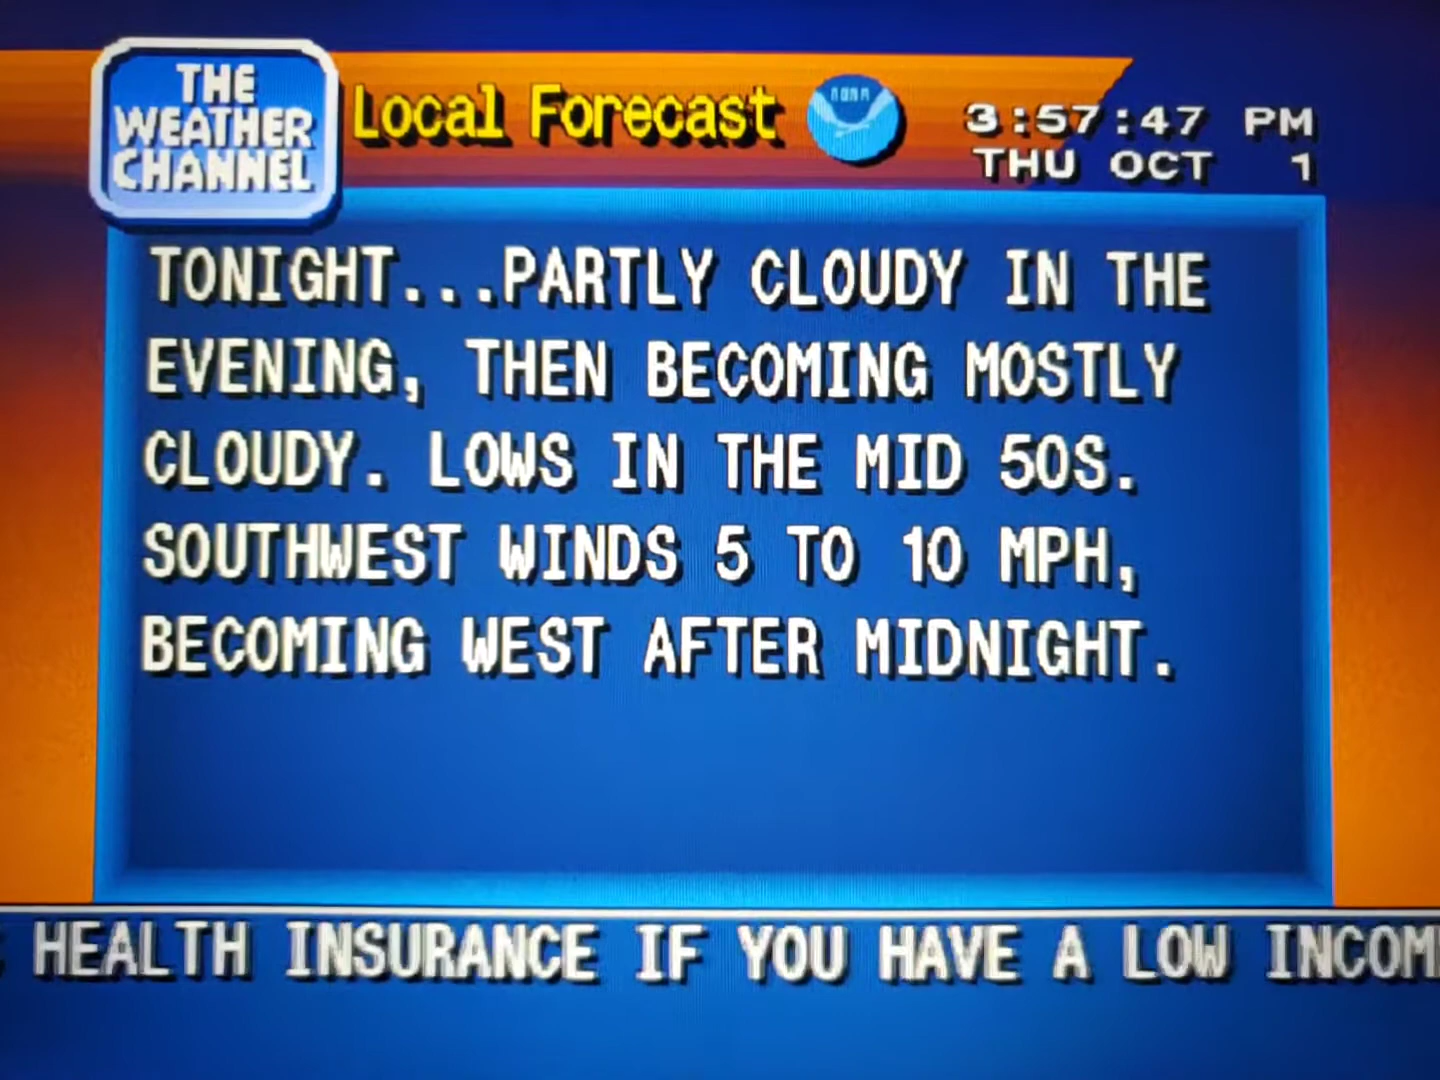 THE
WEATHER
CHANNEL
Local Forecast
NOAA
3:57:47 PM
THU OCT 1
TONIGHT...PARTLY CLOUDY IN THE
EVENING, THEN BECOMING MOSTLY
CLOUDY. LOWS IN THE MID 50S.
SOUTHWEST WINDS 5 TO 10 MPH,
BECOMING WEST AFTER MIDNIGHT.
HEALTH INSURANCE IF YOU HAVE A LOW INCOM